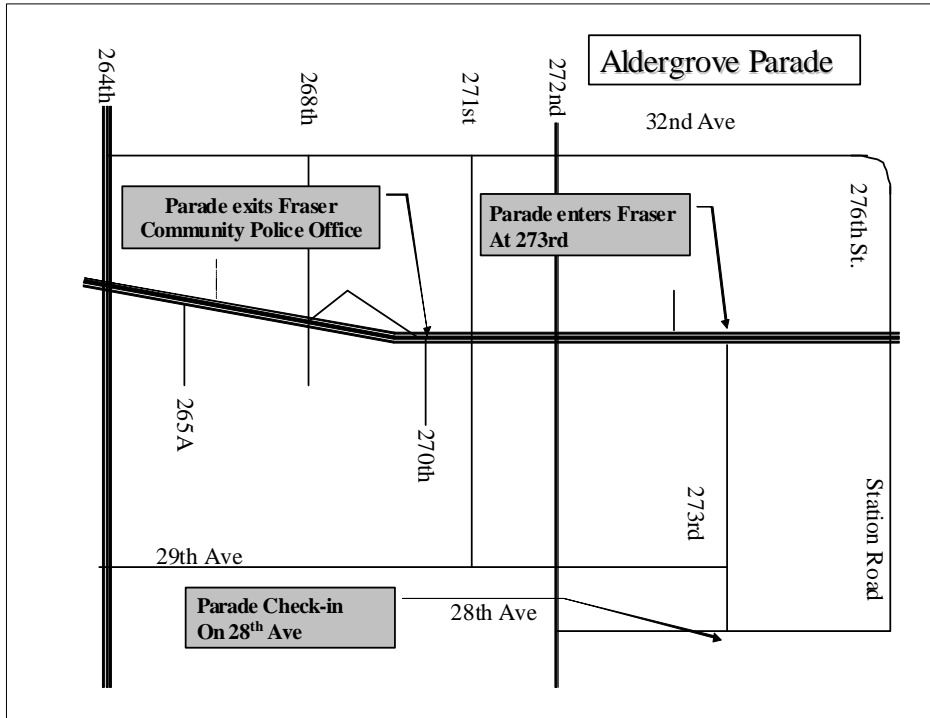 Aldergrove Parade
264th
268th
271st
272nd
32nd Ave
Parade exits Fraser
Community Police Office
Parade enters Fraser
At 273rd
276th St.
265A
270th
273rd
Station Road
29th Ave
Parade Check-in
On 28th Ave
28th Ave